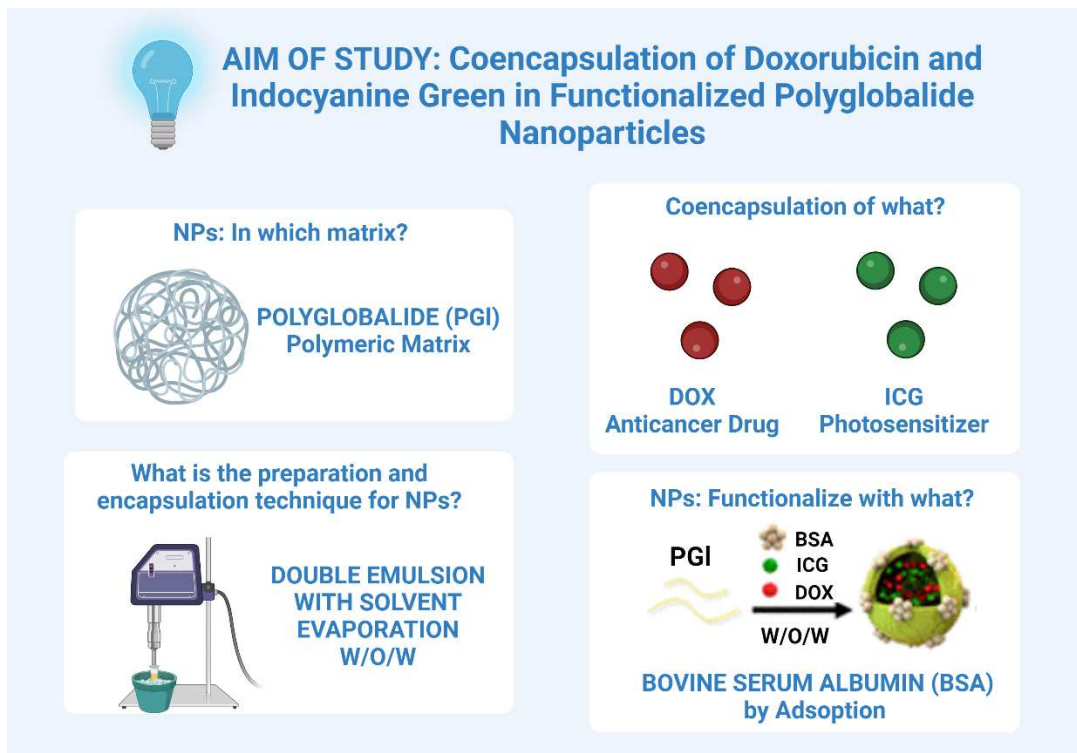 AIM OF STUDY: Coencapsulation of Doxorubicin and
Indocyanine Green in Functionalized Polyglobalide
Nanoparticles
NPs: In which matrix?
POLYGLOBALIDE (PGl)
Polymeric Matrix
Coencapsulation of what?
DOX
Anticancer Drug
ICG
Photosensitizer
What is the preparation and
encapsulation technique for NPs?
DOUBLE EMULSION
WITH SOLVENT
EVAPORATION
W/O/W
NPs: Functionalize with what?
PGl
BSA
ICG
DOX
W/O/W
BOVINE SERUM ALBUMIN (BSA)
by Adsoption